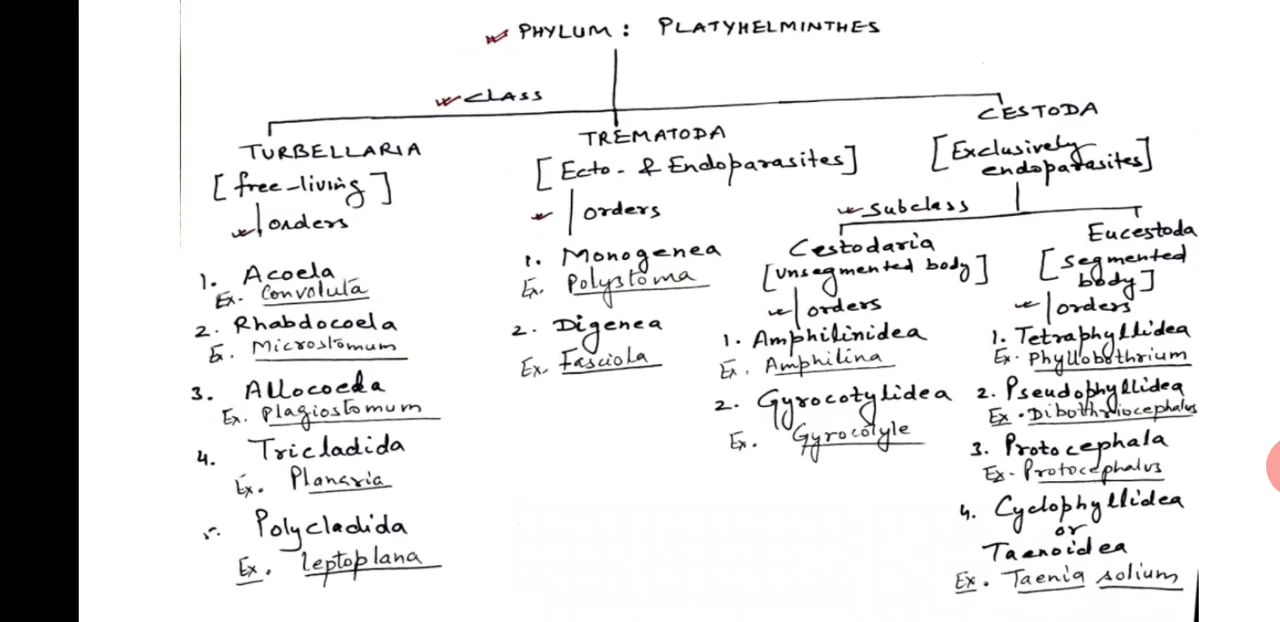 PHYLUM : PLATYHELMINTHES
CLASS
TURBELLARIA
[free-living]
orders
1. Acoela
Ex. Convoluta
2. Rhabdocoela
Ex. Microstomum
3. Allocoela
Ex. Plagiostomum
4. Tricladida
Ex. Planaria
5. Polycladida
Ex. Leptoplana
TREMATODA
[Ecto- & Endoparasites]
orders
1. Monogenea
Ex. Polystoma
2. Digenea
Ex. Fasciola
CESTODA
[Exclusively
endoparasites]
Subclass
Cestodaria
[unsegmented body]
orders
1. Amphilinidea
Ex. Amphilina
2. Gyrocotylidea
Ex. Gyrocotyle
Eucestoda
[segmented
body]
orders
1. Tetraphyllidea
Ex. Phyllobothrium
2. Pseudophyllidea
Ex. Dibothriocephalus
3. Protocephala
Ex. Protocephalus
4. Cyclophyllidea
or
Taenoidea
Ex. Taenia solium